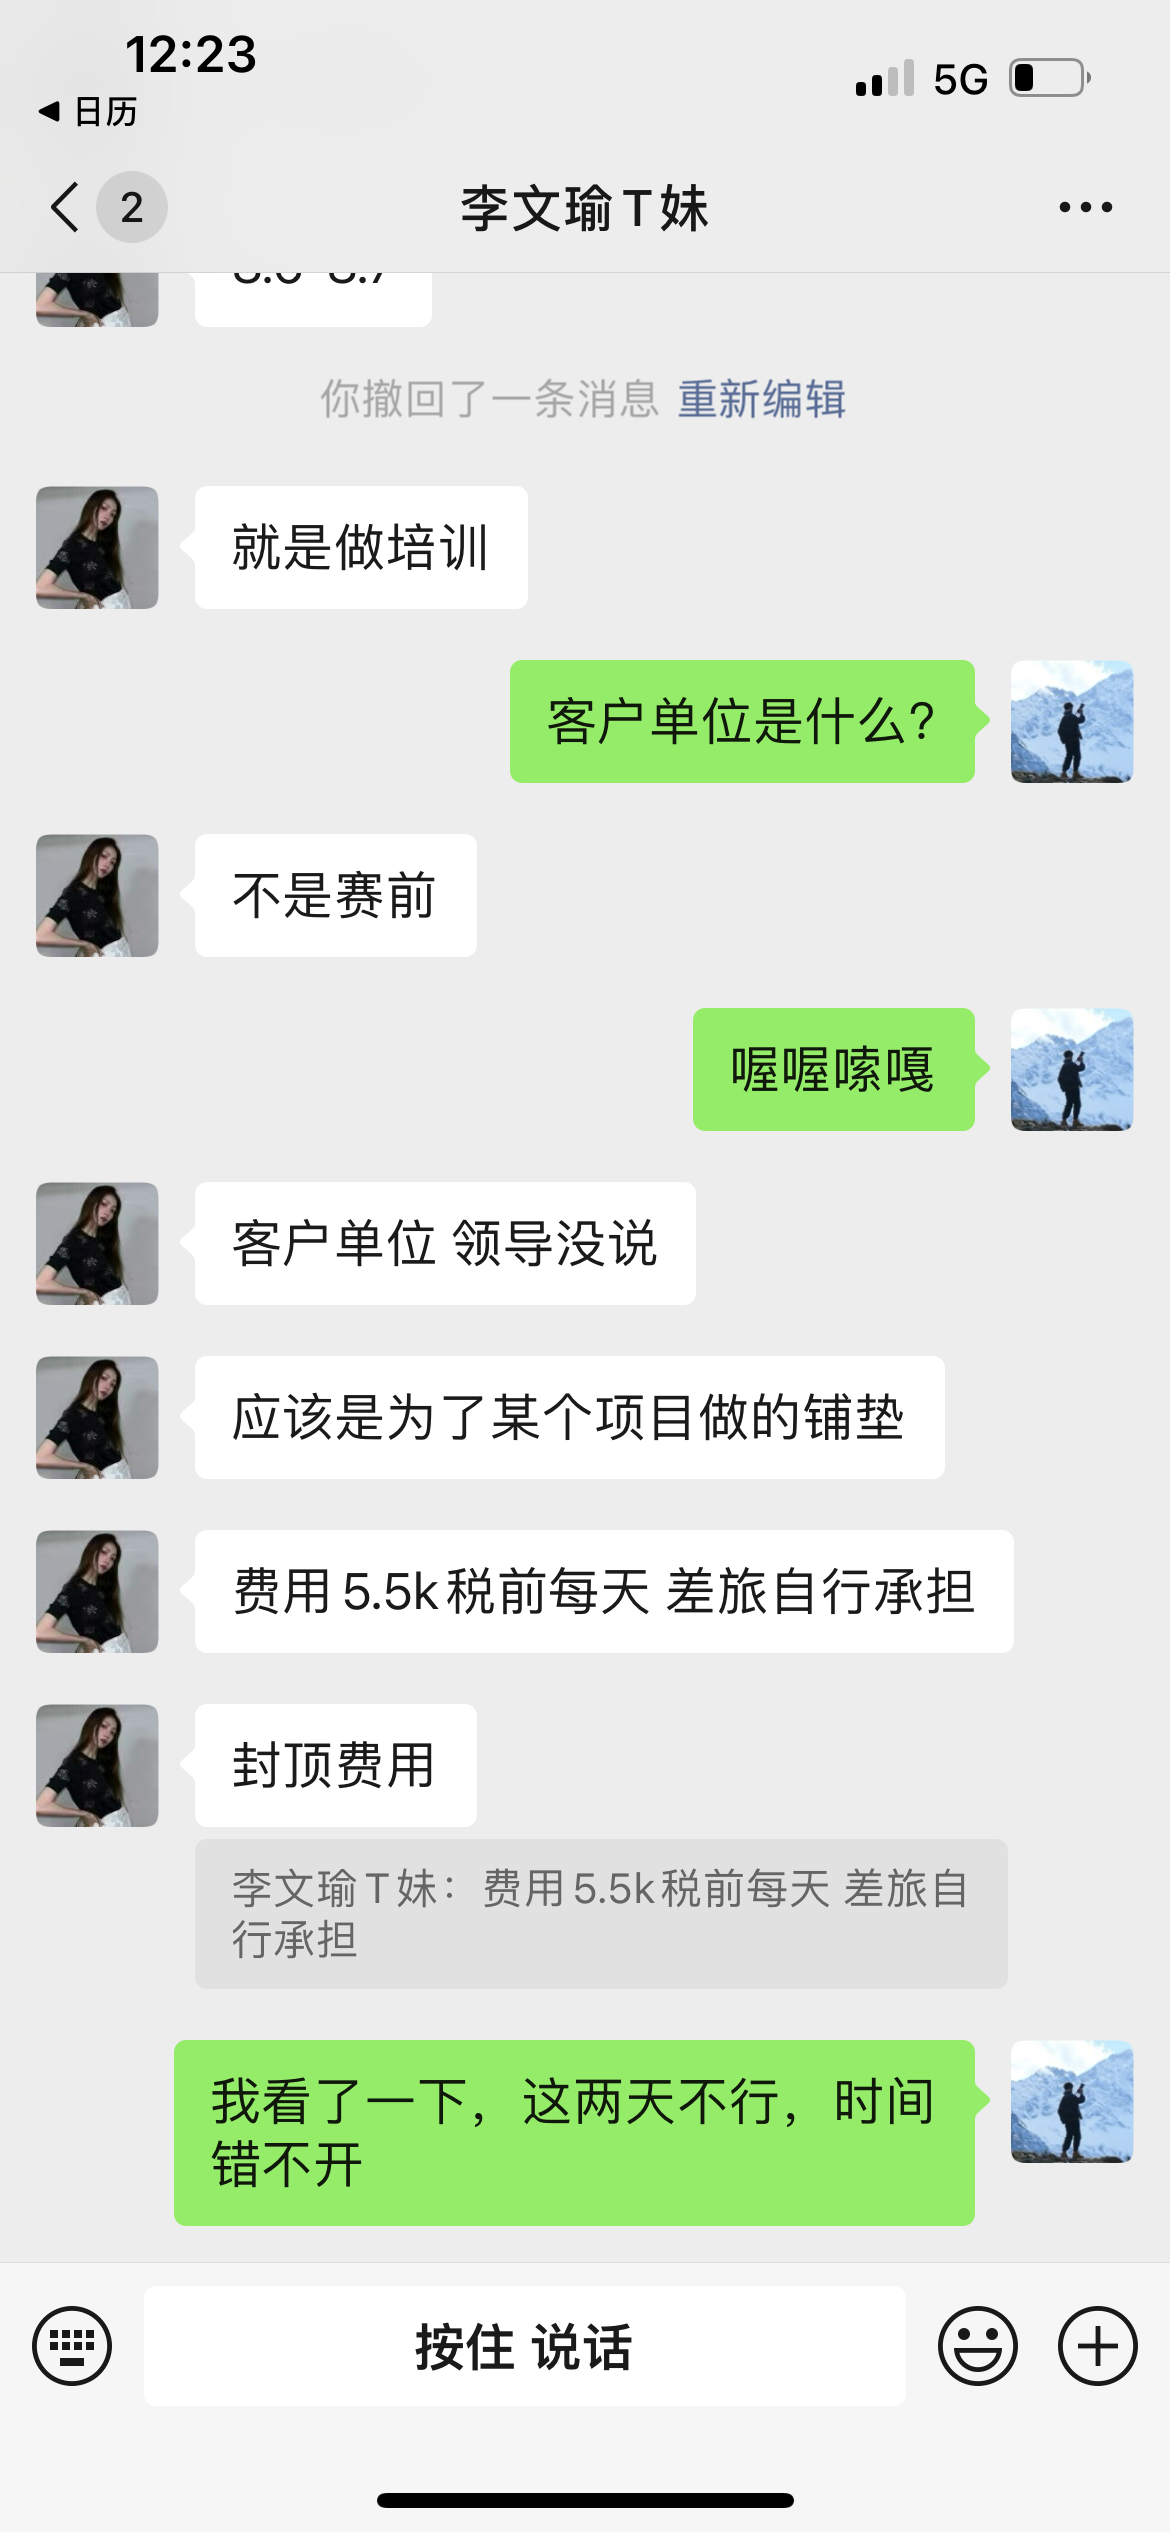 12:23
5G
日历
2
李文瑜T妹
你撤回了一条消息 重新编辑
就是做培训
客户单位是什么?
不是赛前
喔喔嗦嘎
客户单位 领导没说
应该是为了某个项目做的铺垫
费用5.5k税前每天 差旅自行承担
封顶费用
李文瑜T妹：费用5.5k税前每天 差旅自
行承担
我看了一下，这两天不行，时间
错不开
按住 说话